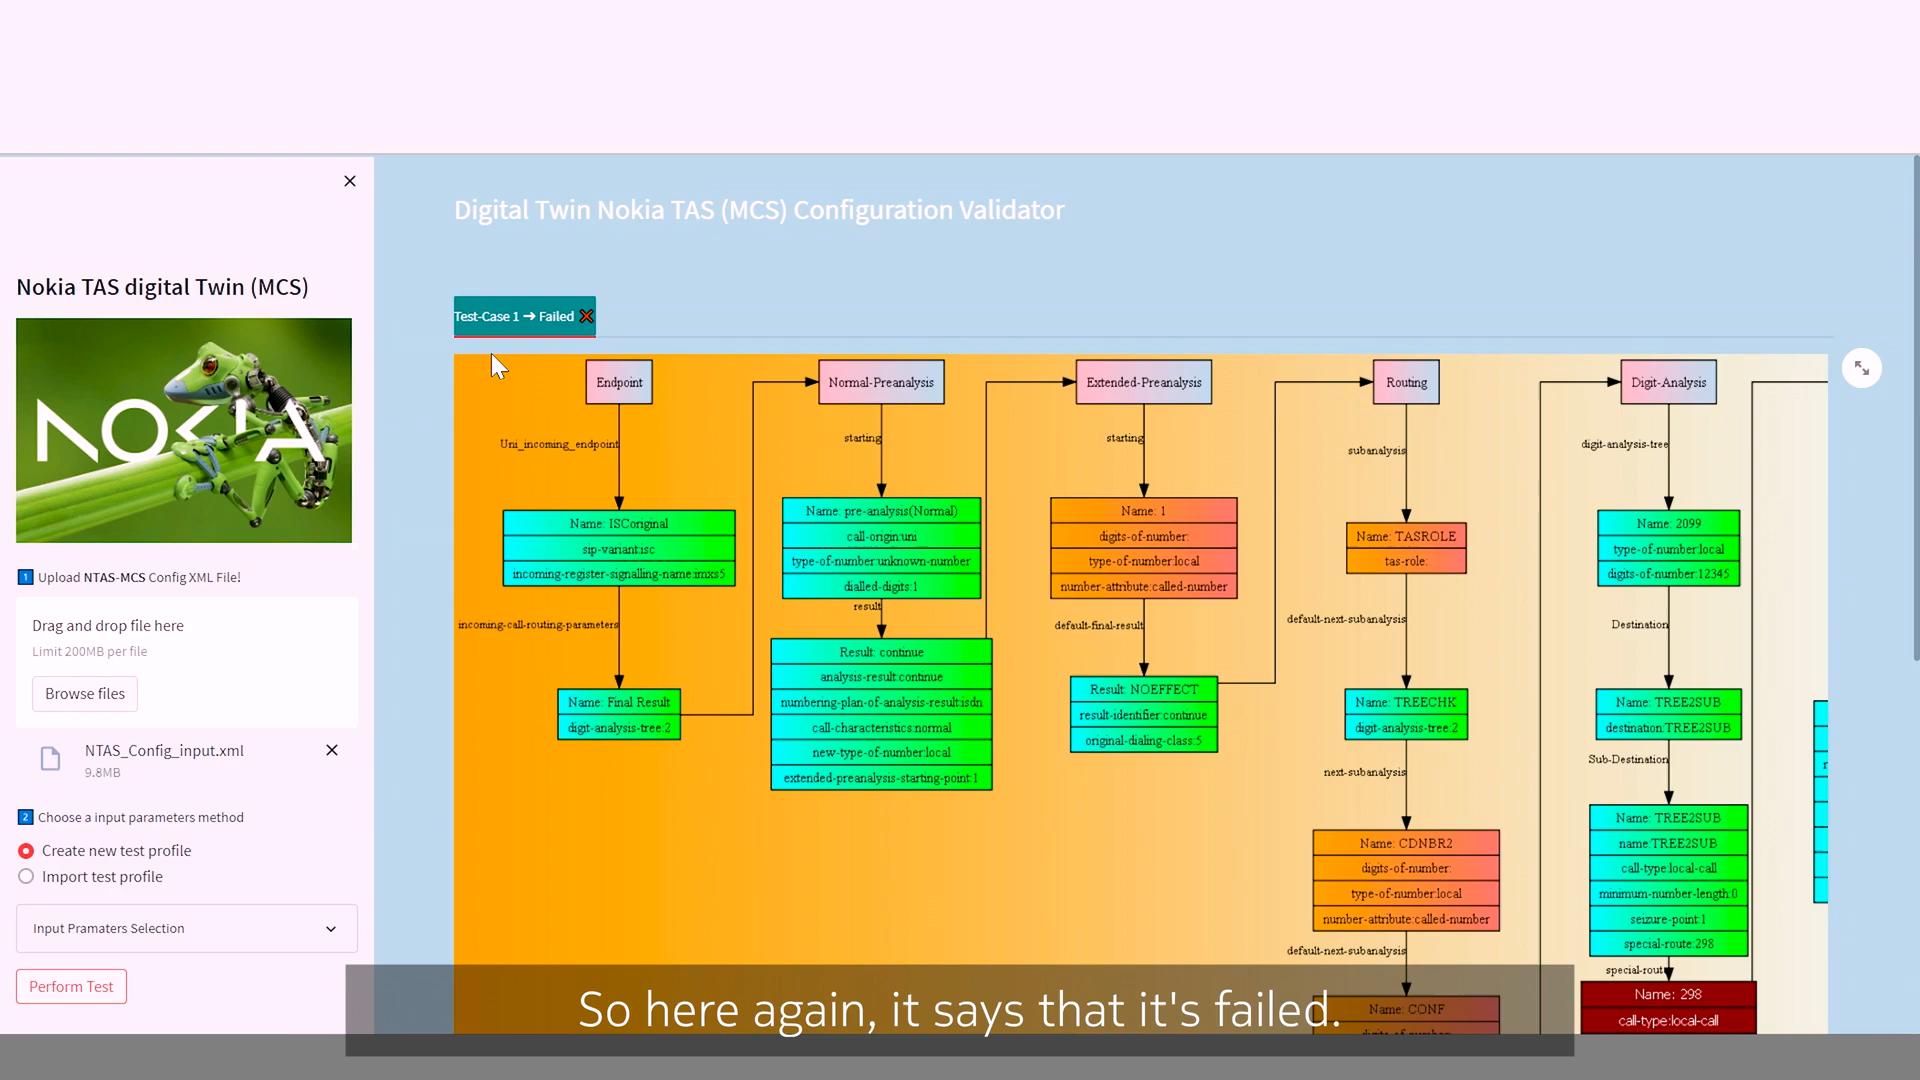 Digital Twin Nokia TAS (MCS) Configuration Validator
Nokia TAS digital Twin (MCS)
NOKIA
1 Upload NTAS-MCS Config XML File!
Drag and drop file here
Limit 200MB per file
Browse files
NTAS_Config_input.xml
9.8MB
2 Choose a input parameters method
Create new test profile
Import test profile
Input Pramaters Selection
Perform Test
Test-Case 1 → Failed ❌
Endpoint
Uni_incoming_endpoint
Name: ISCoriginal
sip-variant:isc
incoming-register-signalling-name:imxs5
incoming-call-routing-parameters
Name: Final Result
digit-analysis-tree:2
Normal-Preanalysis
starting
Name: pre-analysis(Normal)
call-origin:uni
type-of-number:unknown-number
dialled-digits:1
result
Result: continue
analysis-result:continue
numbering-plan-of-analysis-result:isdn
call-characteristics:normal
new-type-of-number:local
extended-preanalysis-starting-point:1
Extended-Preanalysis
starting
Name: 1
digits-of-number:
type-of-number:local
number-attribute:called-number
default-final-result
Result: NOEFFECT
result-identifier:continue
original-dialing-class:5
Routing
subanalysis
Name: TASROLE
tas-role:
default-next-subanalysis
Name: TREECHK
digit-analysis-tree:2
next-subanalysis
Name: CDNBR2
digits-of-number:
type-of-number:local
number-attribute:called-number
default-next-subanalysis
Name: CONF
digits-of-number:
Digit-Analysis
digit-analysis-tree
Name: 2099
type-of-number:local
digits-of-number:12345
Destination
Name: TREE2SUB
destination:TREE2SUB
Sub-Destination
Name: TREE2SUB
name:TREE2SUB
call-type:local-call
minimum-number-length:0
seizure-point:1
special-route:298
special-rout
Name: 298
call-type:local-call
So here again, it says that it's failed.